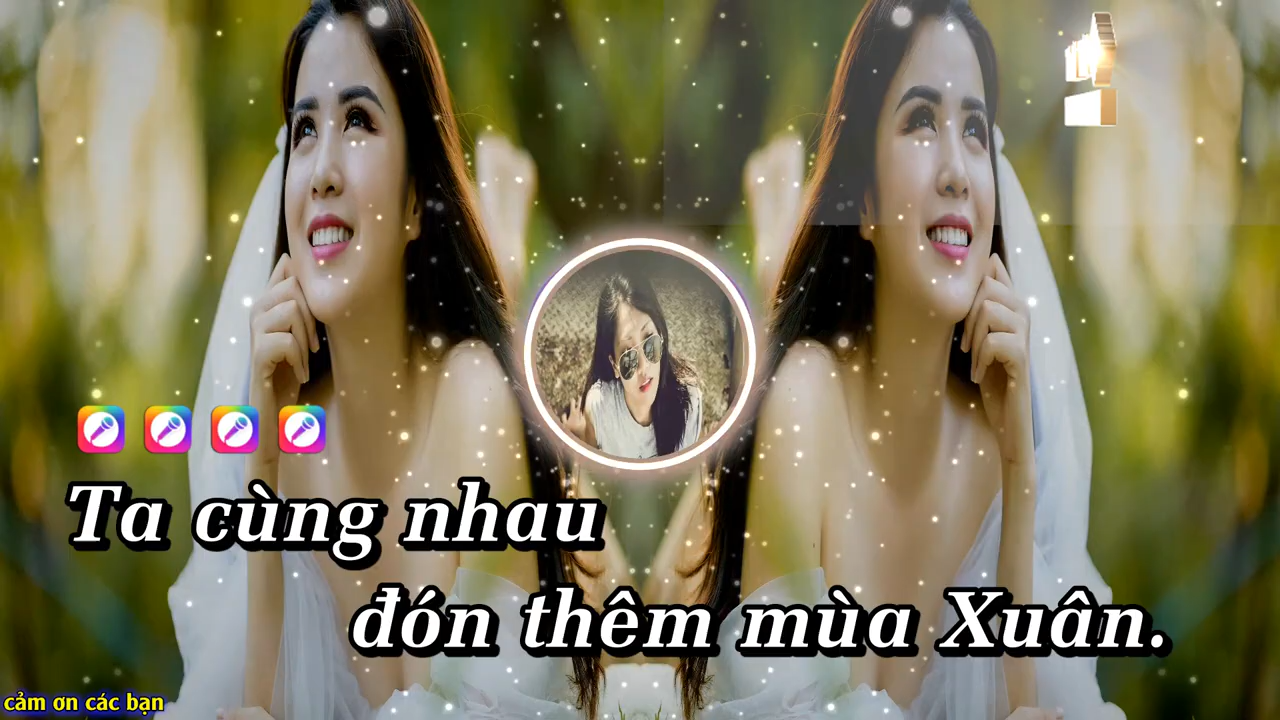 Ta cùng nhau
đón thêm mùa Xuân.
cảm ơn các bạn